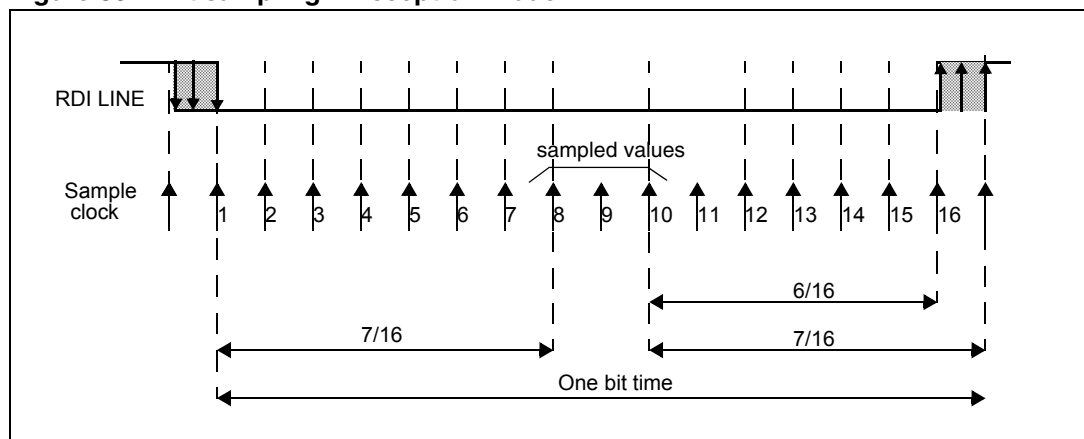 RDI LINE
sampled values
Sample
clock
1 2 3 4 5 6 7 8 9 10 11 12 13 14 15 16
6/16
7/16
7/16
One bit time